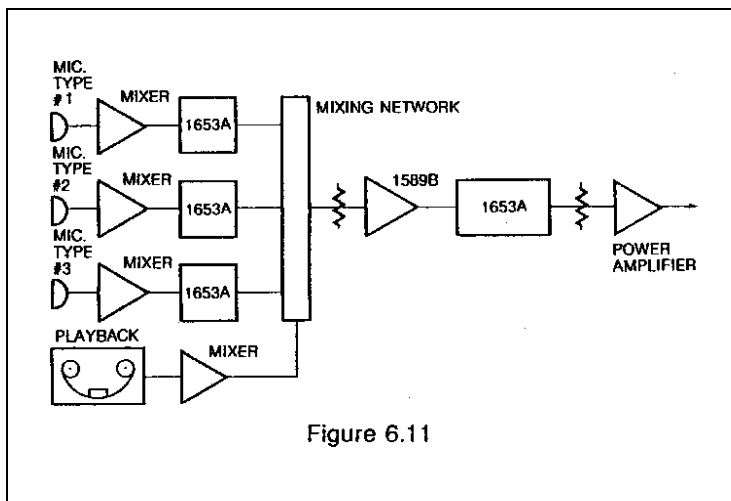 MIC.
TYPE
#1
MIXER
1653A
MIXING NETWORK
MIC.
TYPE
#2
MIXER
1653A
1589B
1653A
MIC.
TYPE
#3
MIXER
1653A
POWER
AMPLIFIER
PLAYBACK
MIXER
Figure 6.11